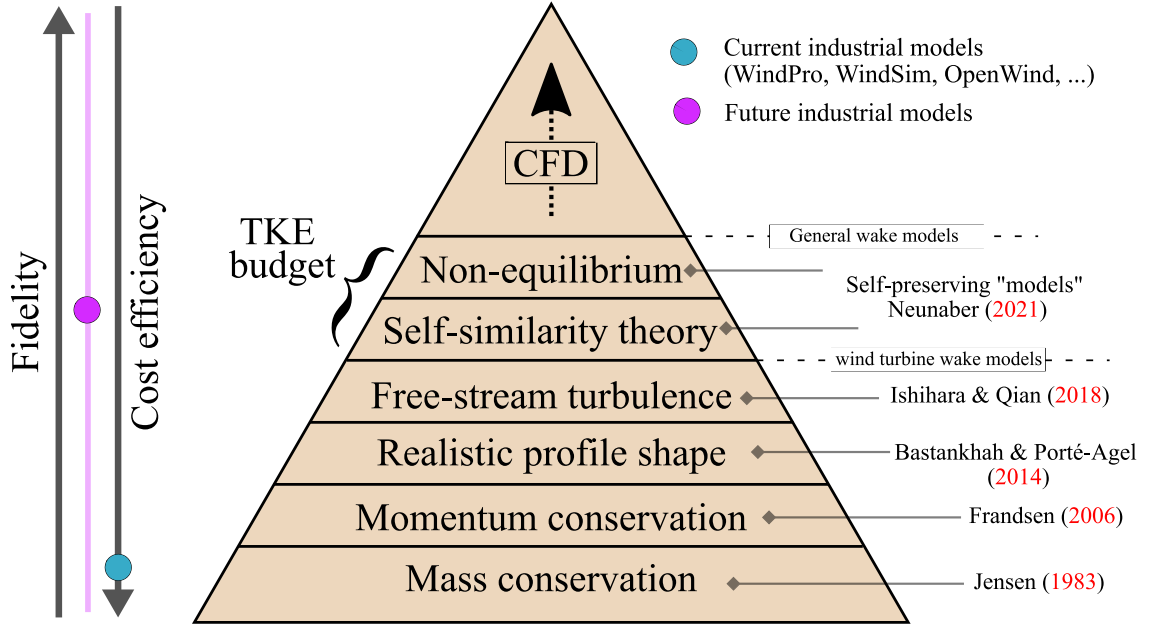 Current industrial models
(WindPro, WindSim, OpenWind, ...)
Future industrial models
CFD
TKE
budget
Fidelity
Cost efficiency
General wake models
Non-equilibrium
Self-preserving "models"
Neunaber (2021)
Self-similarity theory
wind turbine wake models
Free-stream turbulence
Ishihara & Qian (2018)
Realistic profile shape
Bastankhah & Porté-Agel
(2014)
Momentum conservation
Frandsen (2006)
Mass conservation
Jensen (1983)